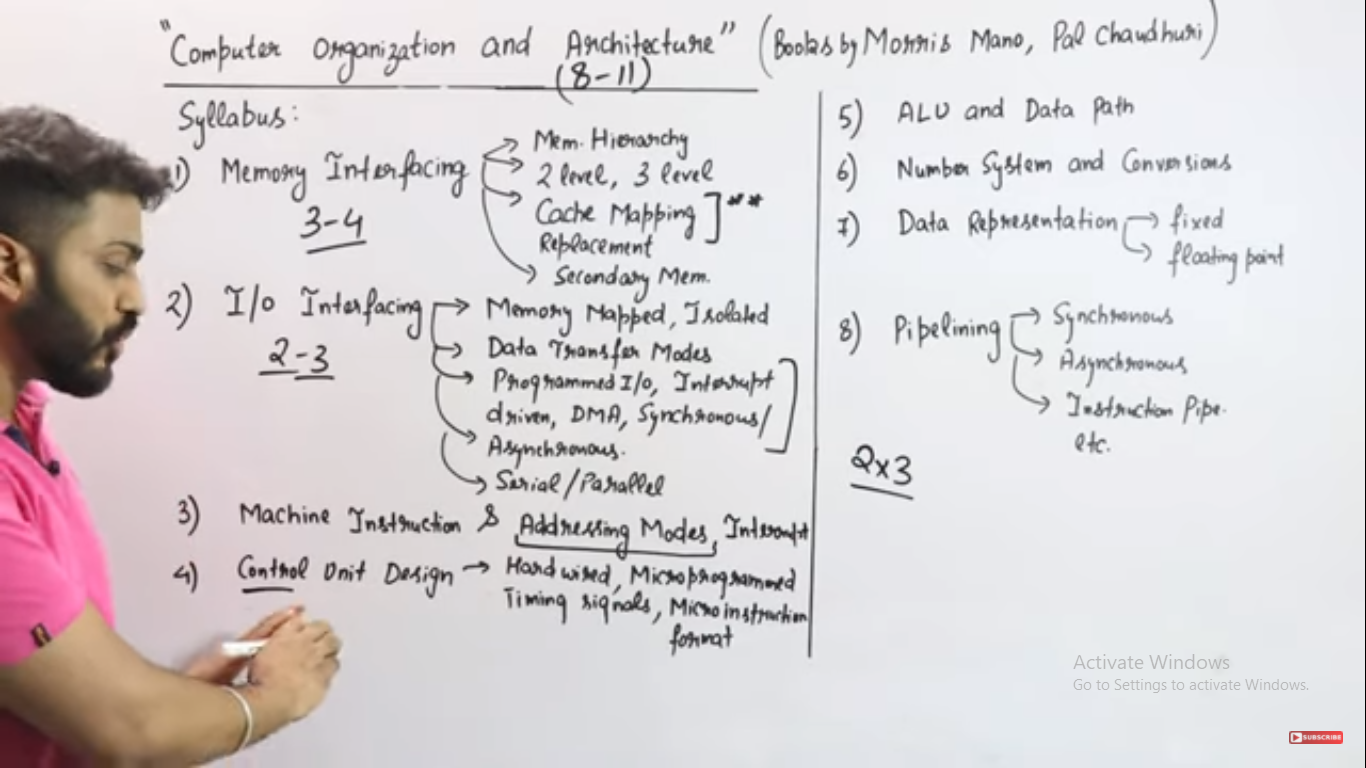 "Computer Organization and Architecture" (Books by Morris Mano, Pal Chaudhuri)
(8-11)
Syllabus:
1) Memory Interfacing
3-4
Mem. Hierarchy
2 level, 3 level
Cache Mapping ] **
Replacement
Secondary Mem.
2) I/O Interfacing
2-3
Memory Mapped, Isolated
Data Transfer Modes
Programmed I/O, Interrupt
driven, DMA, Synchronous/
Asynchronous.
Serial/Parallel
3) Machine Instruction & Addressing Modes, Interrupt
4) Control Unit Design → Hardwired, Microprogrammed
Timing signals, Microinstruction
format
5) ALU and Data Path
6) Number System and Conversions
7) Data Representation → fixed
floating point
8) Pipelining → Synchronous
Asynchronous
Instruction Pipe.
etc.
2x3
Activate Windows
Go to Settings to activate Windows.
SUBSCRIBE